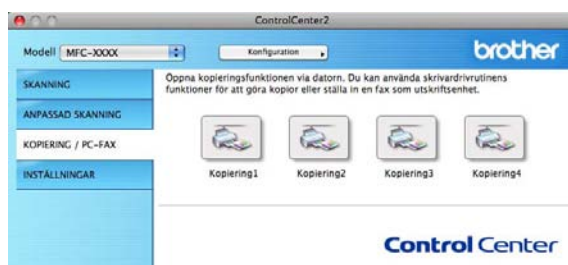 ControlCenter2
Modell MFC-XXXX Konfiguration brother
SKANNING
ANPASSAD SKANNING
KOPIERING / PC-FAX
INSTÄLLNINGAR
Öppna kopieringsfunktion via datorn. Du kan använda skrivardrivrutinens
funktioner för att göra kopior eller ställa in en fax som utskriftsenhet.
Kopiering1 Kopiering2 Kopiering3 Kopiering4
Control Center